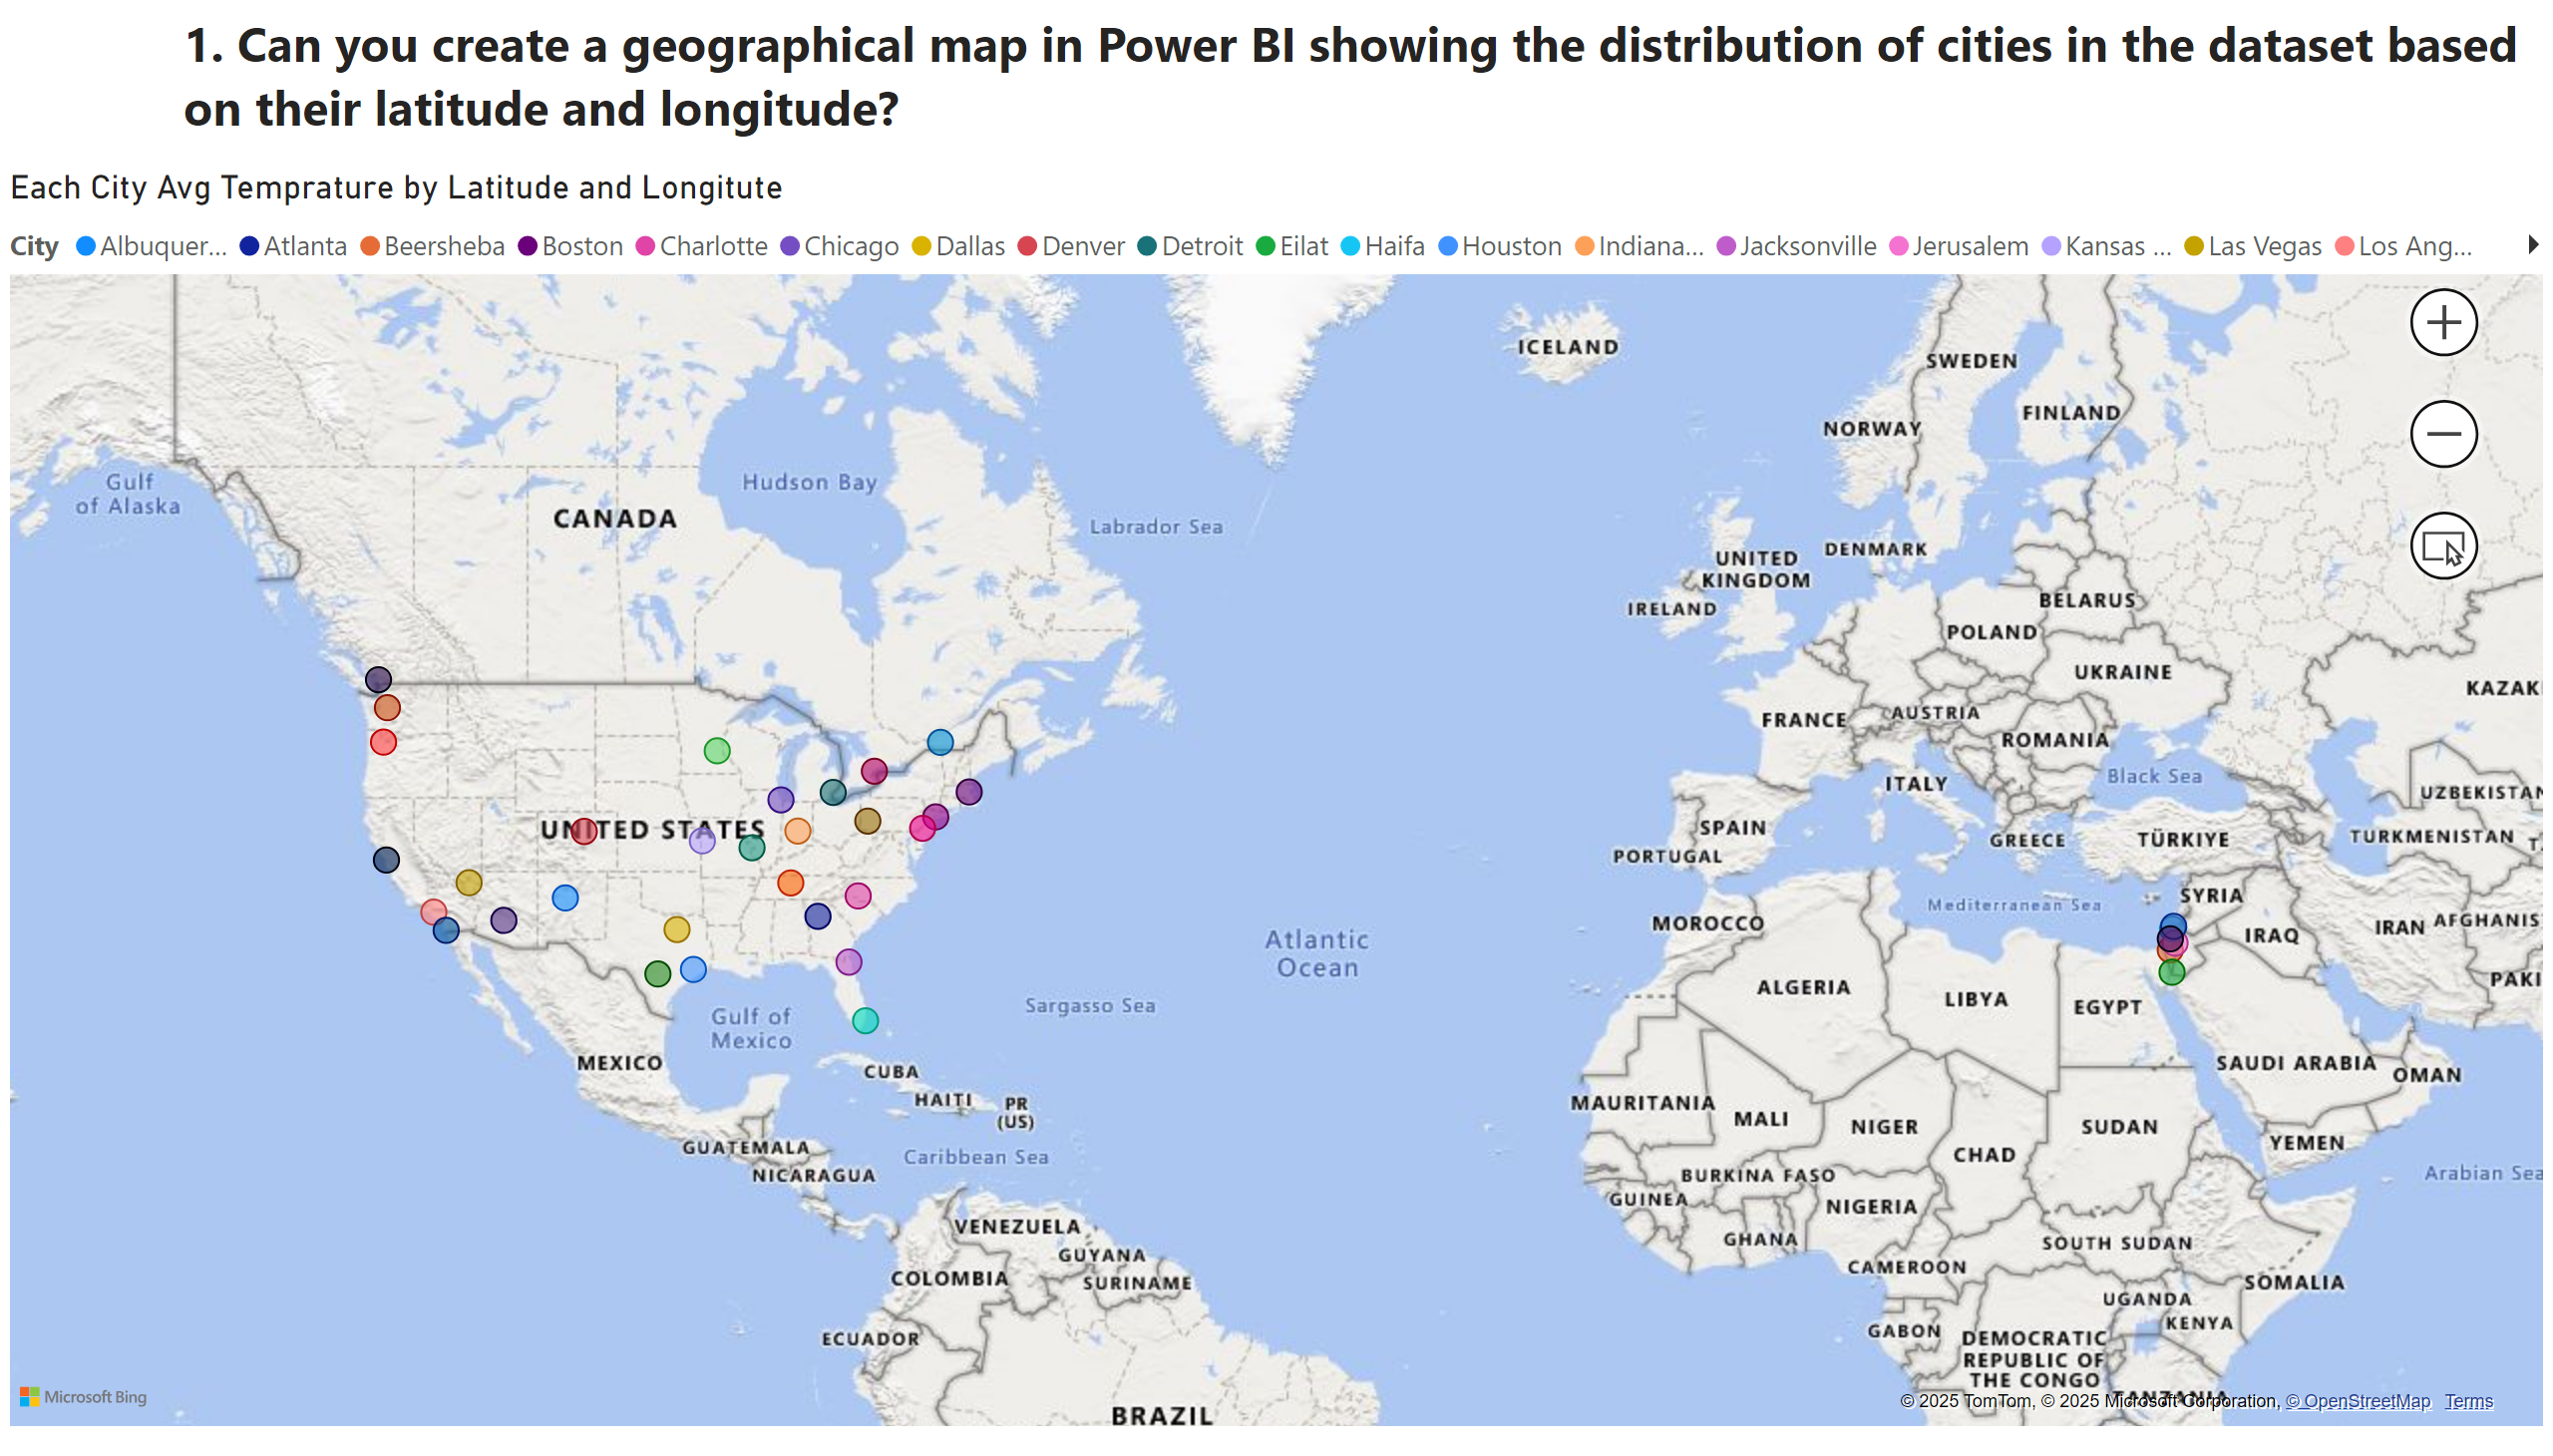 1. Can you create a geographical map in Power BI showing the distribution of cities in the dataset based
on their latitude and longitude?
Each City Avg Temprature by Latitude and Longitute
City Albuquer... Atlanta Beersheba Boston Charlotte Chicago Dallas Denver Detroit Eilat Haifa Houston Indiana... Jacksonville Jerusalem Kansas ... Las Vegas Los Ang...
ICELAND
SWEDEN
FINLAND
NORWAY
Gulf
of Alaska
Hudson Bay
CANADA
Labrador Sea
UNITED
KINGDOM
DENMARK
IRELAND
BELARUS
POLAND
UKRAINE
KAZAK
FRANCE
AUSTRIA
ROMANIA
Black Sea
ITALY
UZBEKISTAN
UNITED STATES
SPAIN
GREECE
TÜRKIYE
TURKMENISTAN
T
PORTUGAL
SYRIA
Mediterranean Sea
MOROCCO
IRAQ
IRAN
AFGHANIS
Atlantic
Ocean
PAKI
ALGERIA
LIBYA
EGYPT
Sargasso Sea
Gulf of
Mexico
MEXICO
CUBA
SAUDI ARABIA
OMAN
HAITI
PR
(US)
MAURITANIA
MALI
NIGER
SUDAN
GUATEMALA
Caribbean Sea
CHAD
YEMEN
NICARAGUA
BURKINA FASO
Arabian Sea
GUINEA
NIGERIA
VENEZUELA
GHANA
SOUTH SUDAN
GUYANA
CAMEROON
COLOMBIA
SURINAME
SOMALIA
UGANDA
ECUADOR
GABON
KENYA
DEMOCRATIC
REPUBLIC OF
THE CONGO
TANZANIA
BRAZIL
Microsoft Bing
© 2025 TomTom, © 2025 Microsoft Corporation, © OpenStreetMap Terms